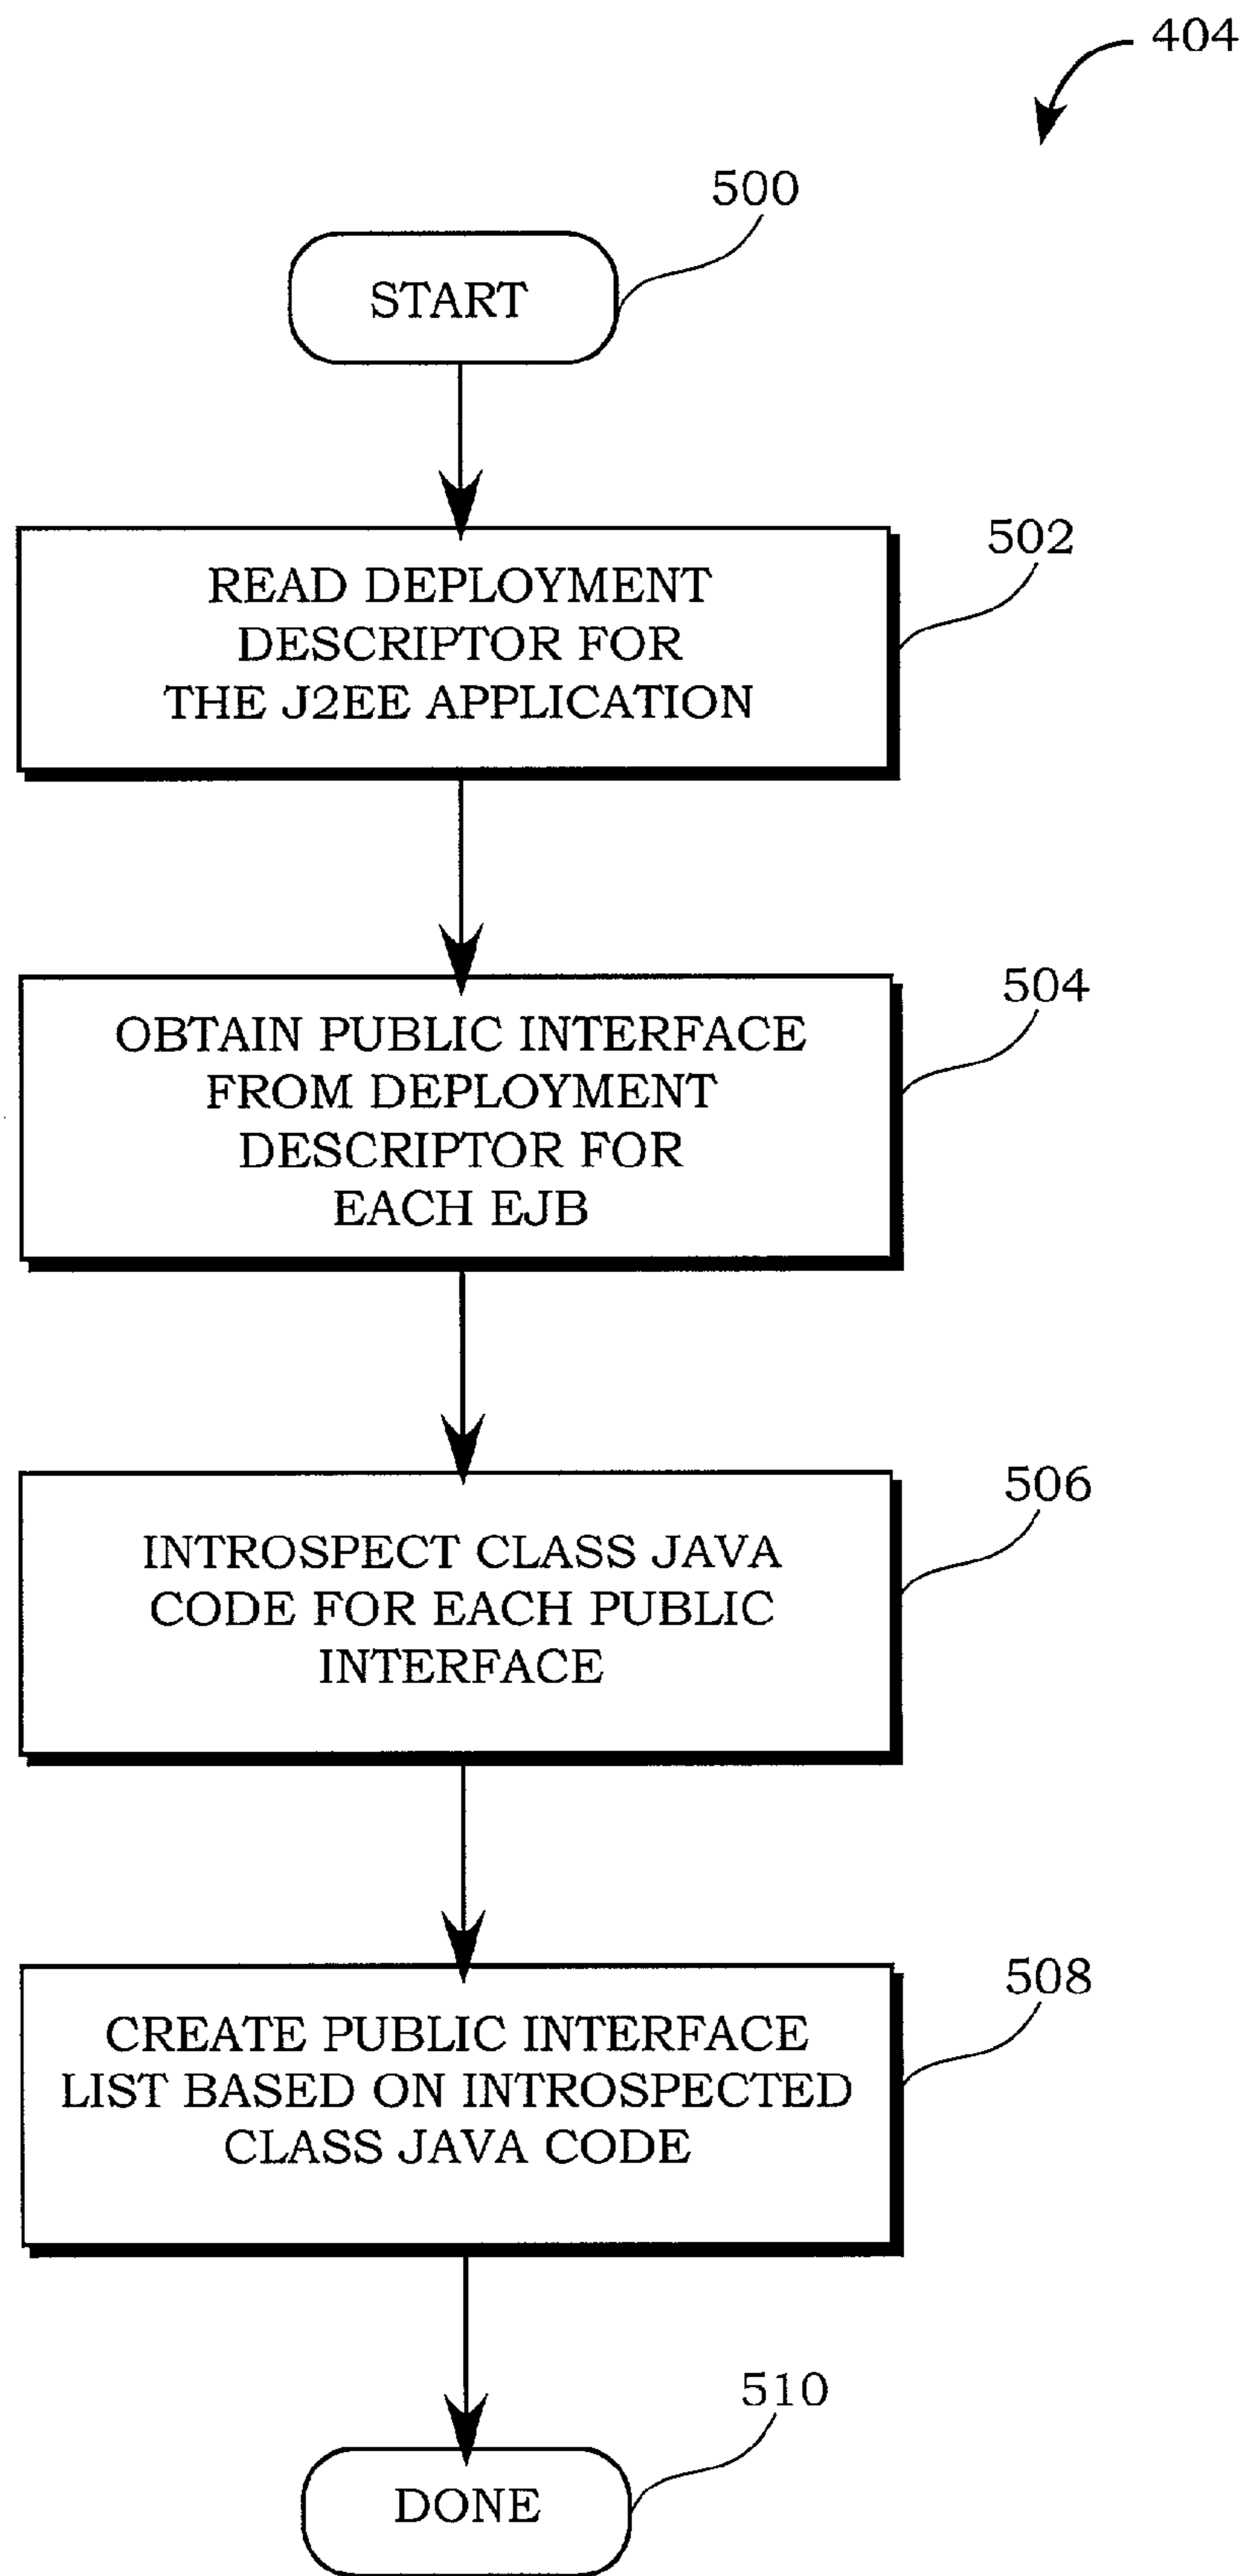 404
500
START
502
READ DEPLOYMENT
DESCRIPTOR FOR
THE J2EE APPLICATION
504
OBTAIN PUBLIC INTERFACE
FROM DEPLOYMENT
DESCRIPTOR FOR
EACH EJB
506
INTROSPECT CLASS JAVA
CODE FOR EACH PUBLIC
INTERFACE
508
CREATE PUBLIC INTERFACE
LIST BASED ON INTROSPECTED
CLASS JAVA CODE
510
DONE